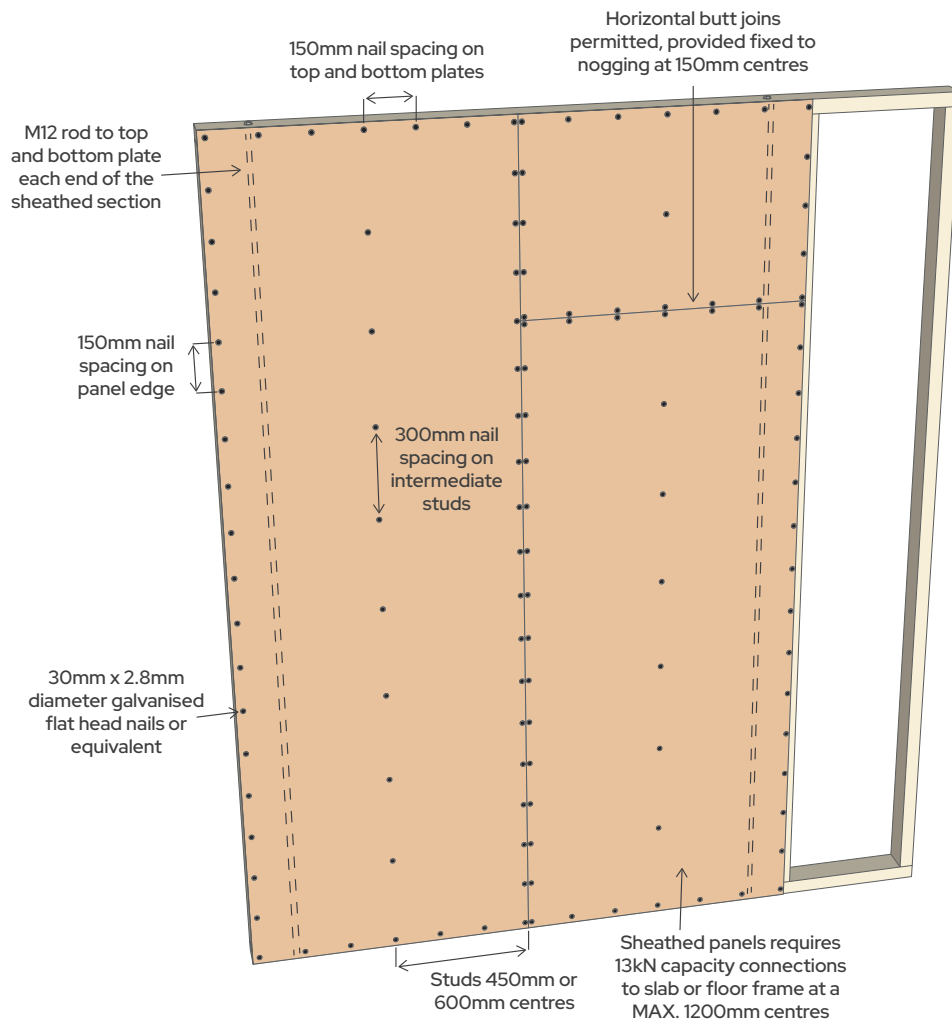 150mm nail spacing on
top and bottom plates
Horizontal butt joins
permitted, provided fixed to
nogging at 150mm centres
M12 rod to top
and bottom plate
each end of the
sheathed section
150mm nail
spacing on
panel edge
300mm nail
spacing on
intermediate
studs
30mm x 2.8mm
diameter galvanised
flat head nails or
equivalent
Studs 450mm or
600mm centres
Sheathed panels requires
13kN capacity connections
to slab or floor frame at a
MAX. 1200mm centres